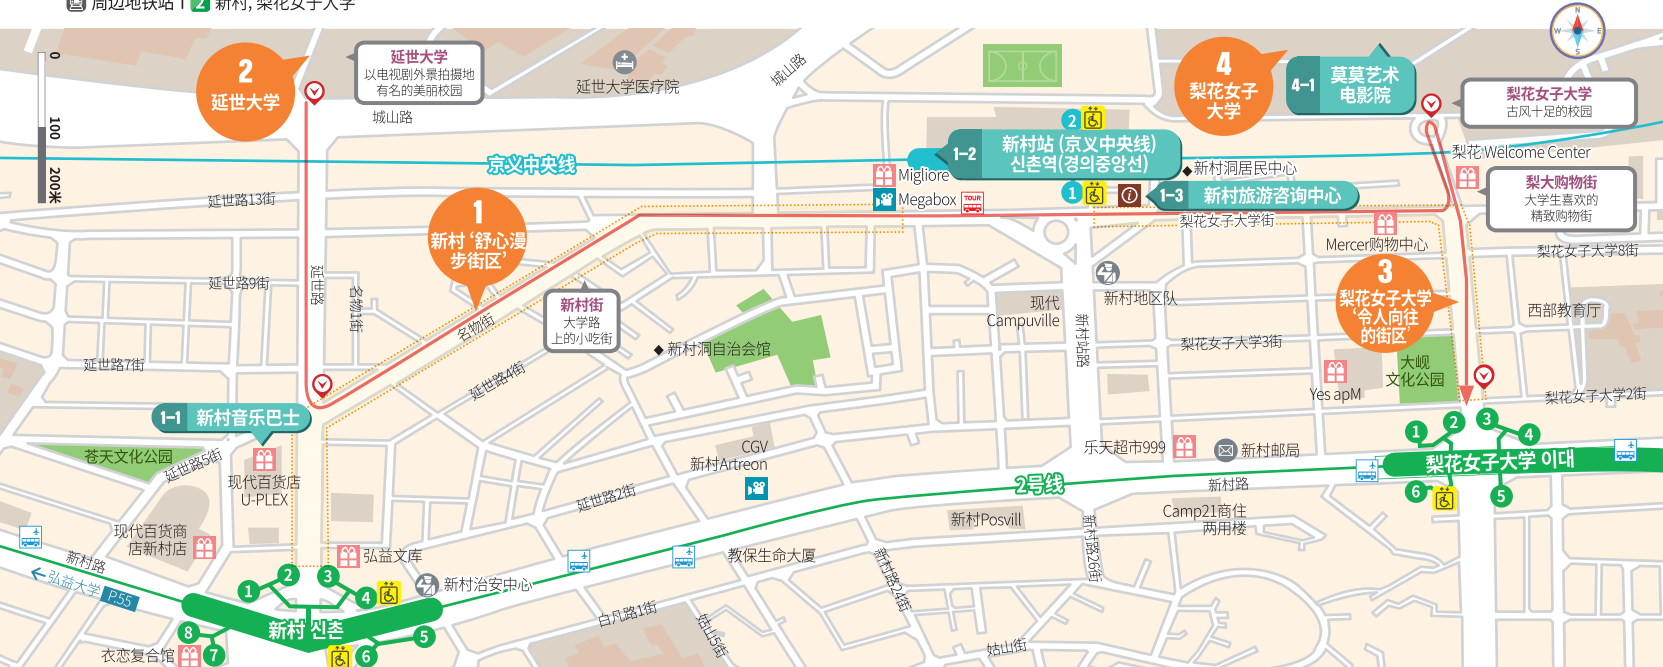 周边地铁站 | 2 新村, 梨花女子大学
0
100
200米
2
延世大学
延世大学
以电视剧外景拍摄地
有名的美丽校园
城山路
延世大学医疗院
城山路
4
梨花女子
大学
4-1 莫莫艺术
电影院
N
W E
S
梨花女子大学
古风十足的校园
京义中央线
2
1-2 新村站 (京义中央线)
신촌역(경의중앙선)
新村洞居民中心
梨花 Welcome Center
Migliore
Megabox
TOUR
1
1-3 新村旅游咨询中心
梨花女子大学街
梨大购物街
大学生喜欢的
精致购物街
延世路13街
1
新村 ‘舒心漫
步街区’
Mercer购物中心
梨花女子大学8街
延世路9街
延世路
名物1街
新村街
大学路
上的小吃街
名物街
现代
Campuville
新村地区队
3
梨花女子大学
‘令人向往
的街区’
西部教育厅
新村站路
新村洞自治会馆
梨花女子大学3街
延世路7街
延世路4街
Yes apM
大岘
文化公园
梨花女子大学2街
1-1 新村音乐巴士
苍天文化公园
延世路5街
现代百货店
U-PLEX
CGV
新村Artreon
乐天超市999
新村邮局
1
2
3
4
梨花女子大学 이대
6
5
2号线
新村路
延世路2街
新村Posvill
Camp21商住
两用楼
现代百货商
店新村店
弘益文库
教保生命大厦
新村路24街
新村路26街
新村路
弘益大学 P.55
新村治安中心
1
2
3
4
新村 신촌
8
7
6
5
衣恋复合馆
白凡路1街
姑山5街
姑山街